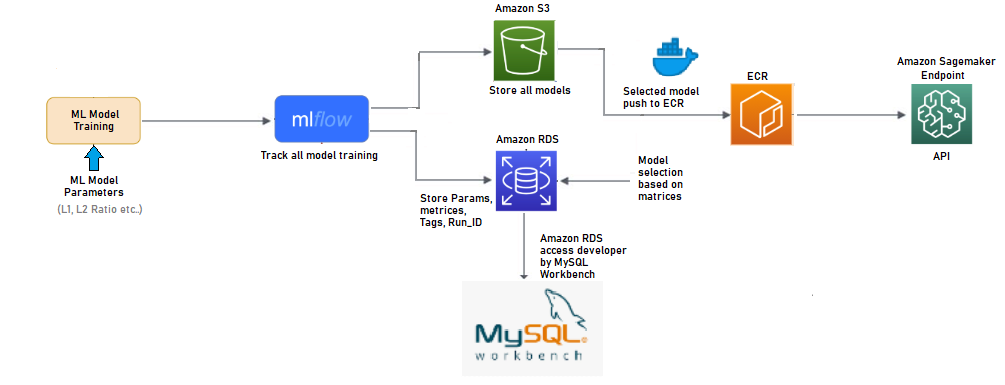 Amazon S3
Store all models
Selected model
push to ECR
ECR
Amazon Sagemaker
Endpoint
API
ML Model
Training
ML Model
Parameters
(L1, L2 Ratio etc..)
mlflow
Track all model training
Amazon RDS
Store Params,
metrices,
Tags, Run_ID
Model
selection
based on
matrices
Amazon RDS
access developer
by MySQL
Workbench
MySQL
workbench